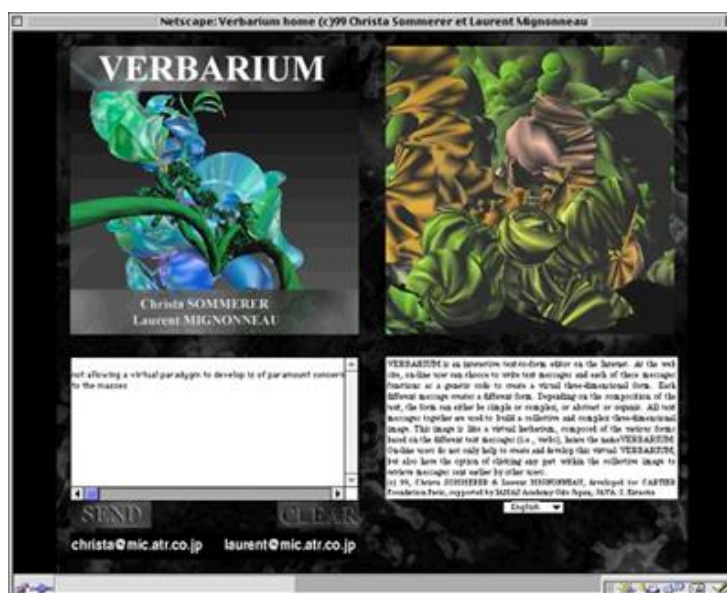 Netscape: Verbarium home (c)99 Christa Sommerer et Laurent Mignonneau
VERBARIUM
Christa SOMMERER
Laurent MIGNONNEAU
not allowing a virtual paradygm to develop is of paramount concern
to the masses
SEND
CLEAR
christa@mic.atr.co.jp
laurent@mic.atr.co.jp
VERBARIUM is an interactive text-to-form editor on the Internet. At the web
site, on-line user can choose to write text messages and each of these messages
functions as a genetic code to create a virtual three-dimensional form. Each
different message creates a different form. Depending on the composition of the
text, the form can either be simple or complex, or abstract or organic. All text
messages together are used to build a collective and complex three-dimensional
image. This image is like a virtual herbarium, composed of the various forms
based on the different text messages (i.e., verbs), hence the name VERBARIUM.
On-line users do not only help to create and develop this virtual VERBARIUM,
but also have the option of clicking any part within the collective image to
retrieve messages sent earlier by other users.
(c) 99, Christa SOMMERER & Laurent MIGNONNEAU, developed for CARTIER
Foundation Paris, supported by IAMAS Academy Gifu Japan, JAVA:
English